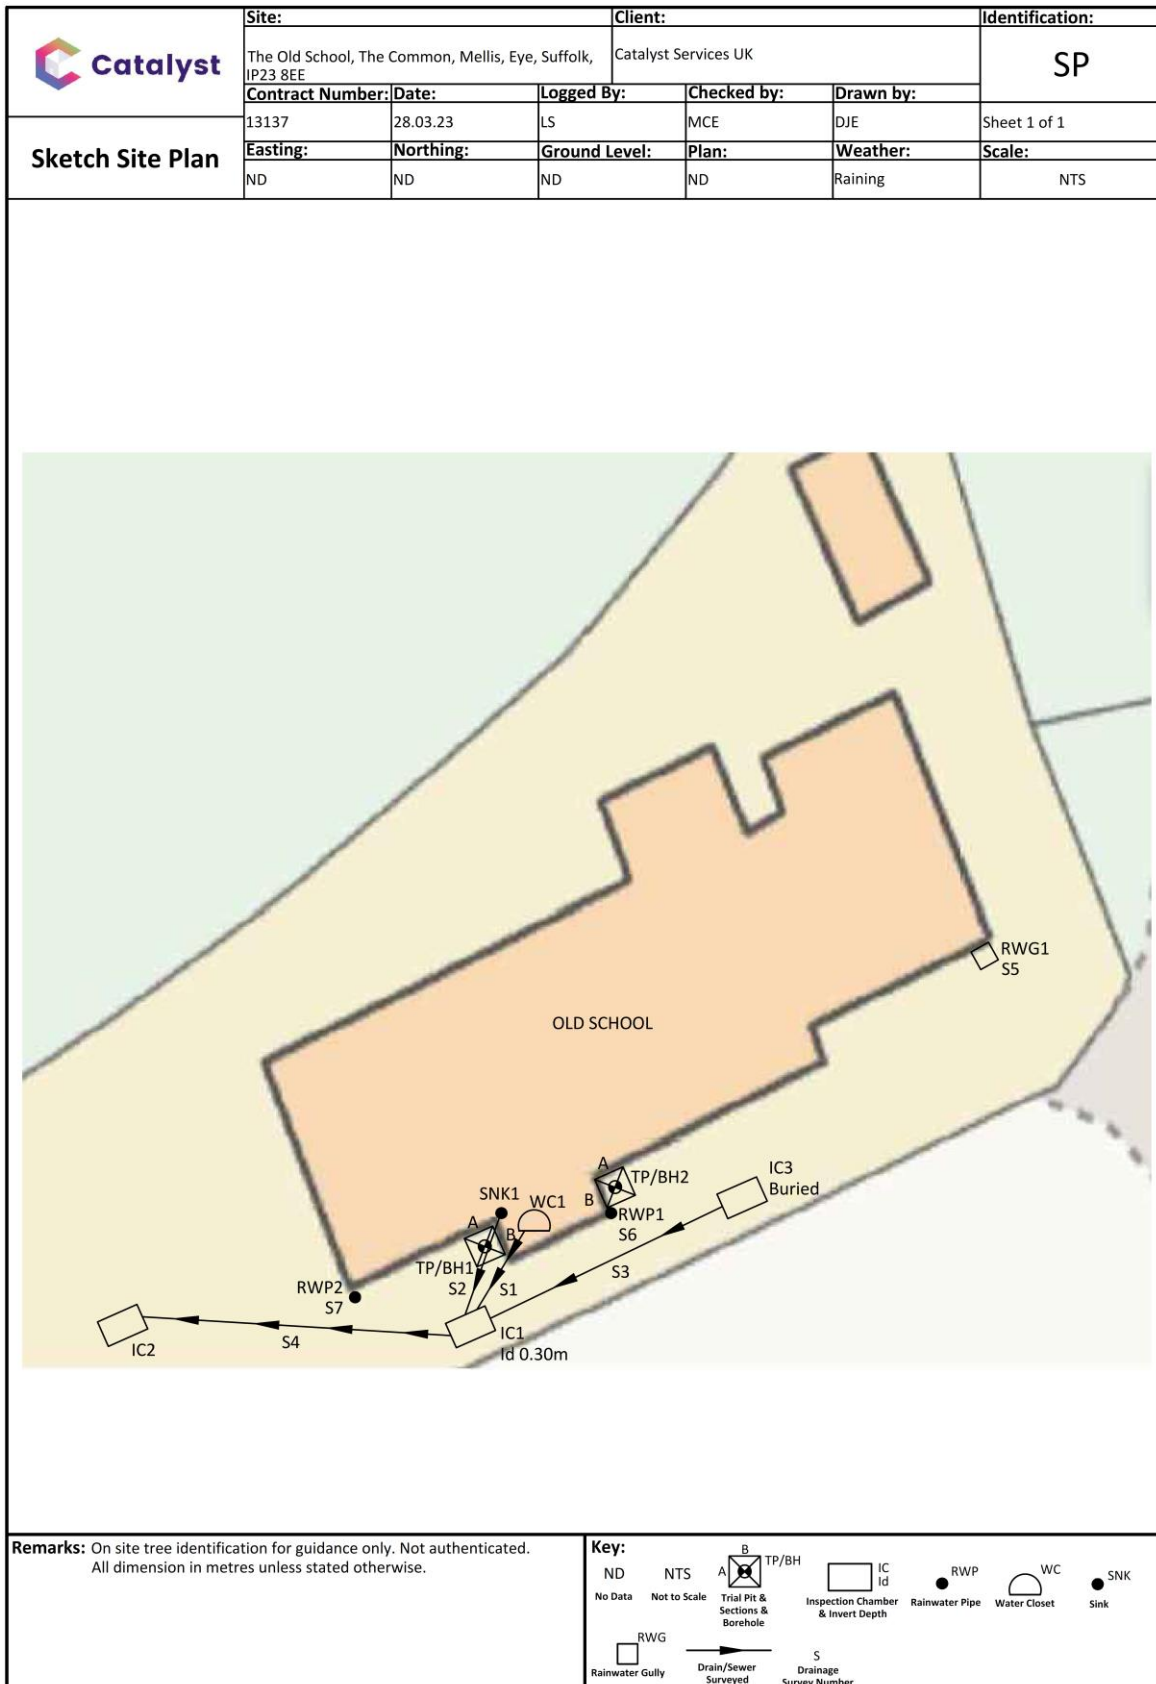 Catalyst
Sketch Site Plan
Site:
The Old School, The Common, Mellis, Eye, Suffolk,
IP23 8EE
Client:
Catalyst Services UK
Identification:
SP
Contract Number:
Date:
Logged By:
Checked by:
Drawn by:
13137
28.03.23
LS
MCE
DJE
Sheet 1 of 1
Easting:
Northing:
Ground Level:
Plan:
Weather:
Scale:
ND
ND
ND
ND
Raining
NTS
RWG1
S5
OLD SCHOOL
A
TP/BH2
B
RWP1
S6
IC3
Buried
SNK1
WC1
A
B
TP/BH1
S2
S1
S3
RWP2
S7
S4
IC2
IC1
Id 0.30m
Remarks: On site tree identification for guidance only. Not authenticated.
All dimension in metres unless stated otherwise.
Key:
ND
No Data
NTS
Not to Scale
B
A
TP/BH
Trial Pit &
Sections &
Borehole
IC
Id
Inspection Chamber
& Invert Depth
RWP
Rainwater Pipe
WC
Water Closet
SNK
Sink
RWG
Rainwater Gully
Drain/Sewer
Surveyed
S
Drainage
Survey Number